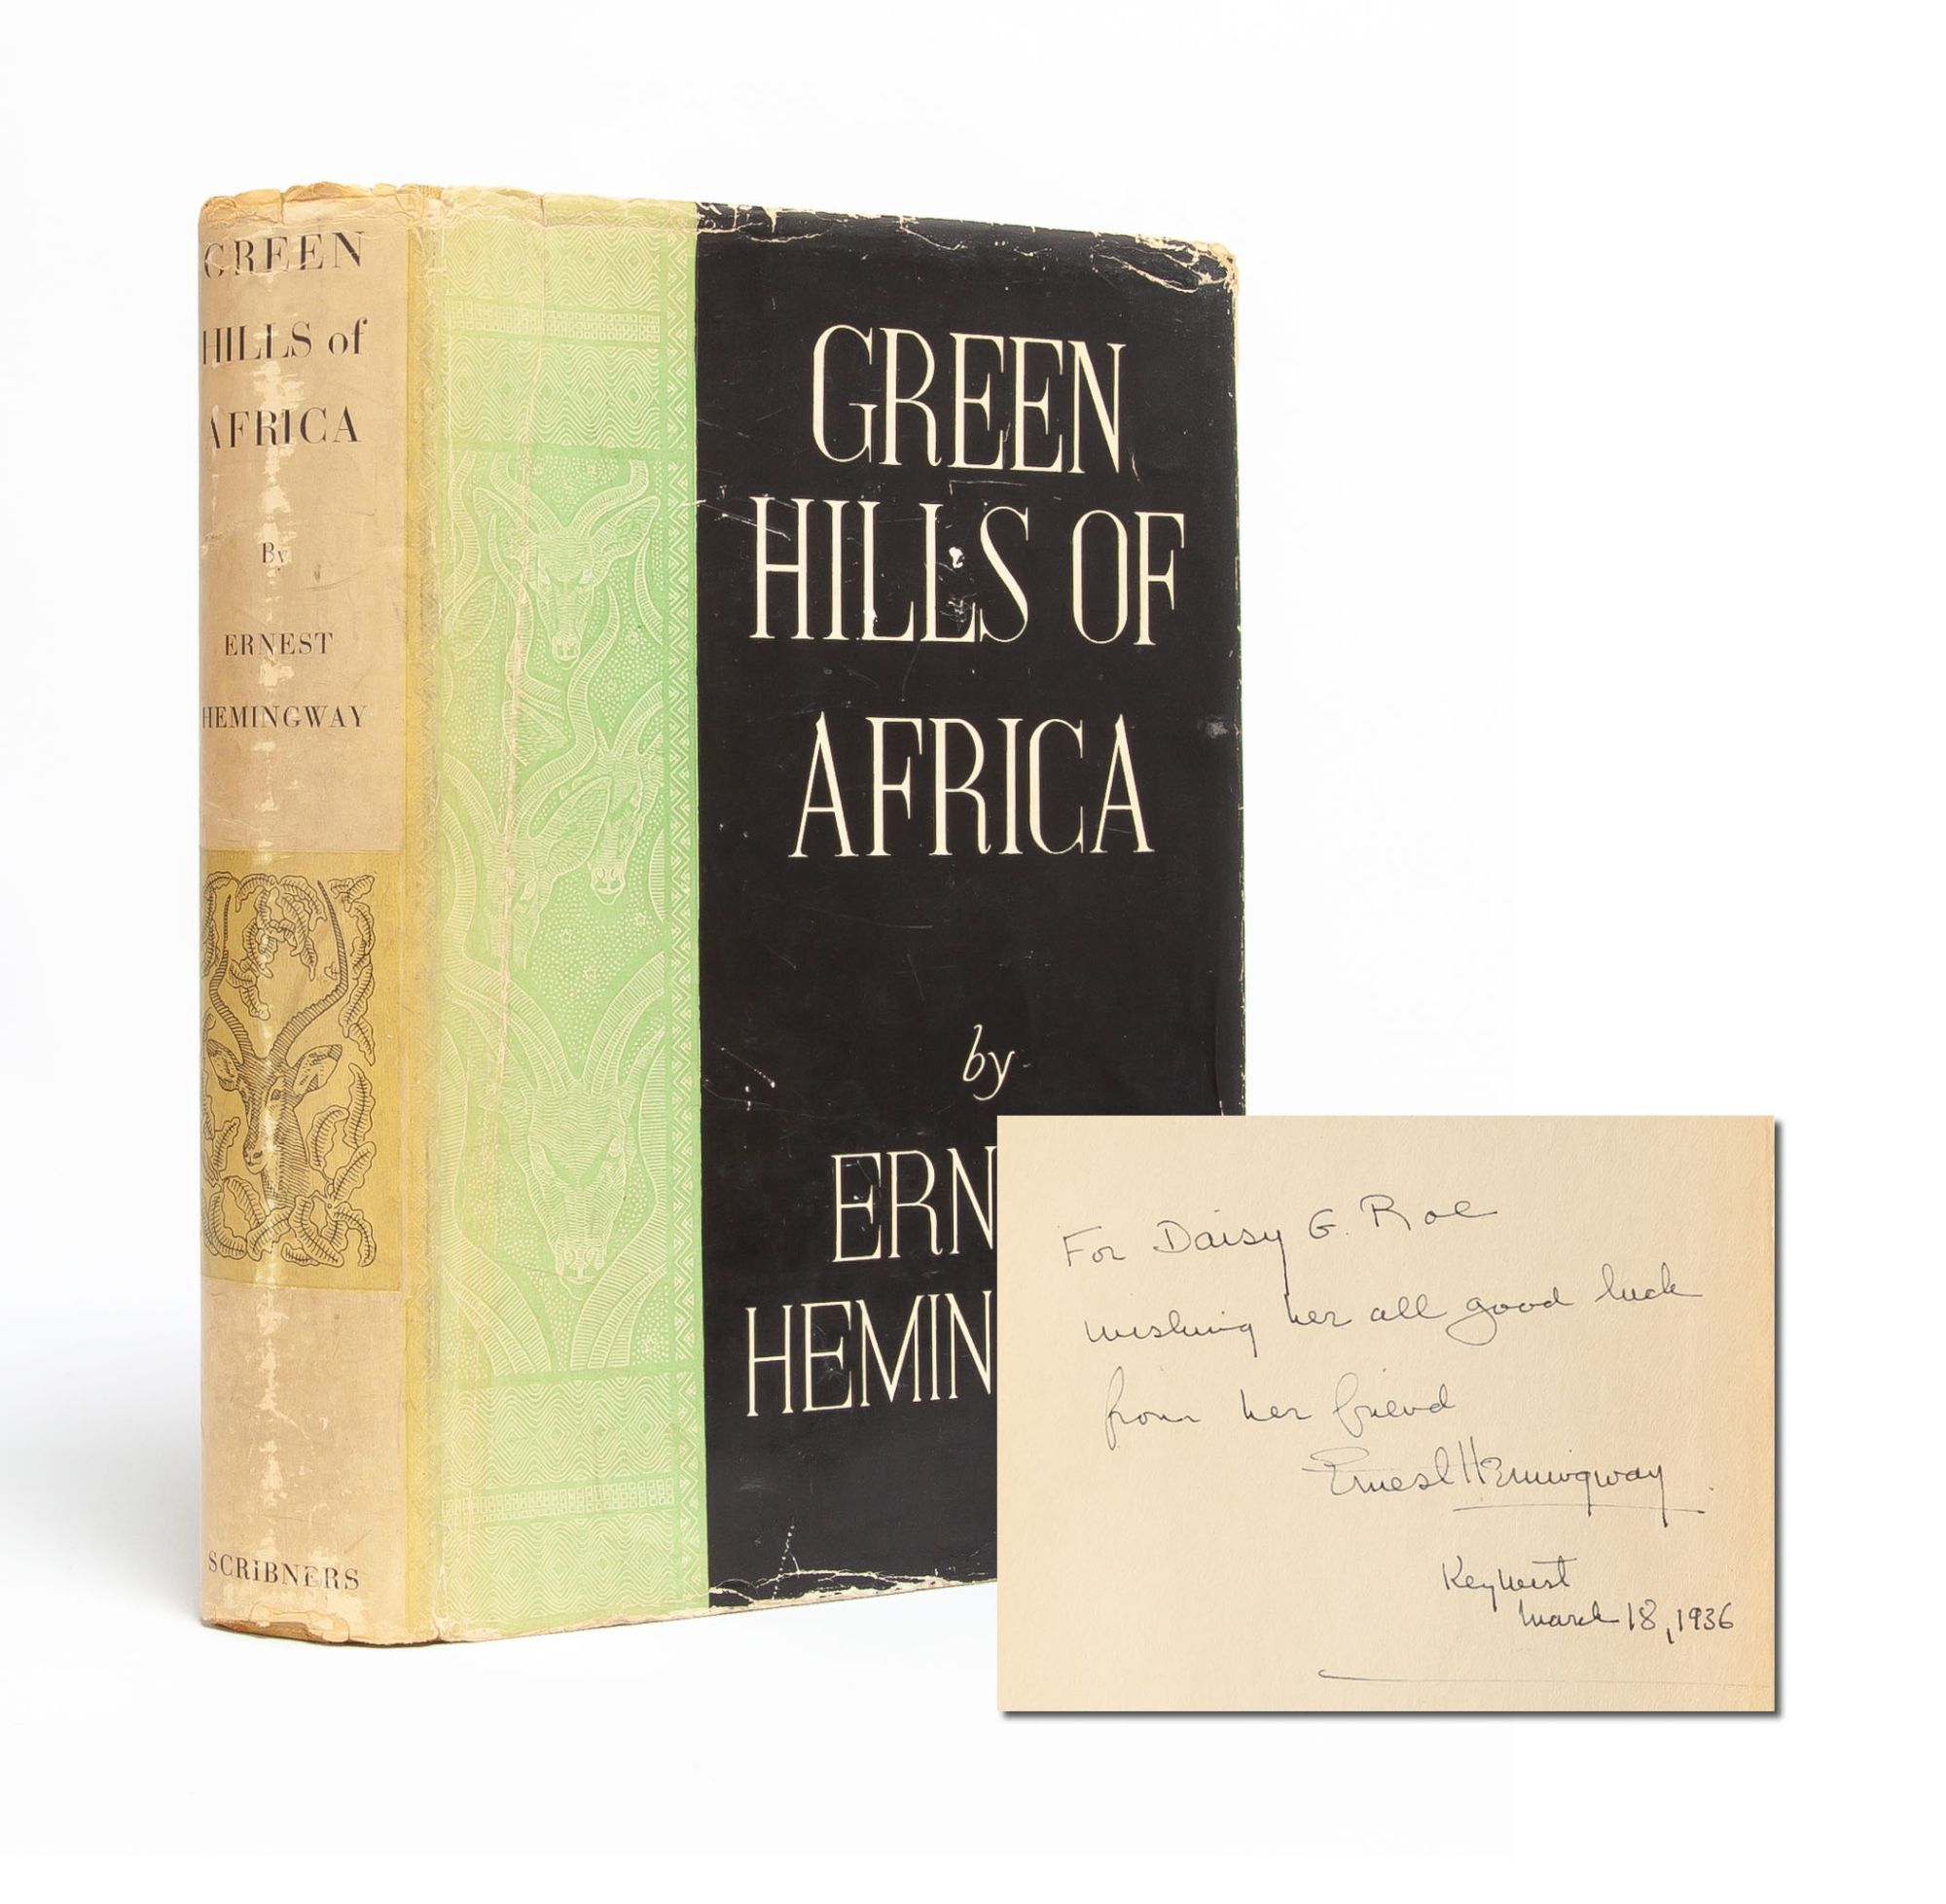 GREEN
HILLS of
AFRICA
By
ERNEST
HEMINGWAY
SCRIBNERS
GREEN
HILLS OF
AFRICA
by
ERN
HEMIN
For Daisy G. Roe
wishing her all good luck
from her friend
Ernest Hemingway.
Key West
March 18, 1936